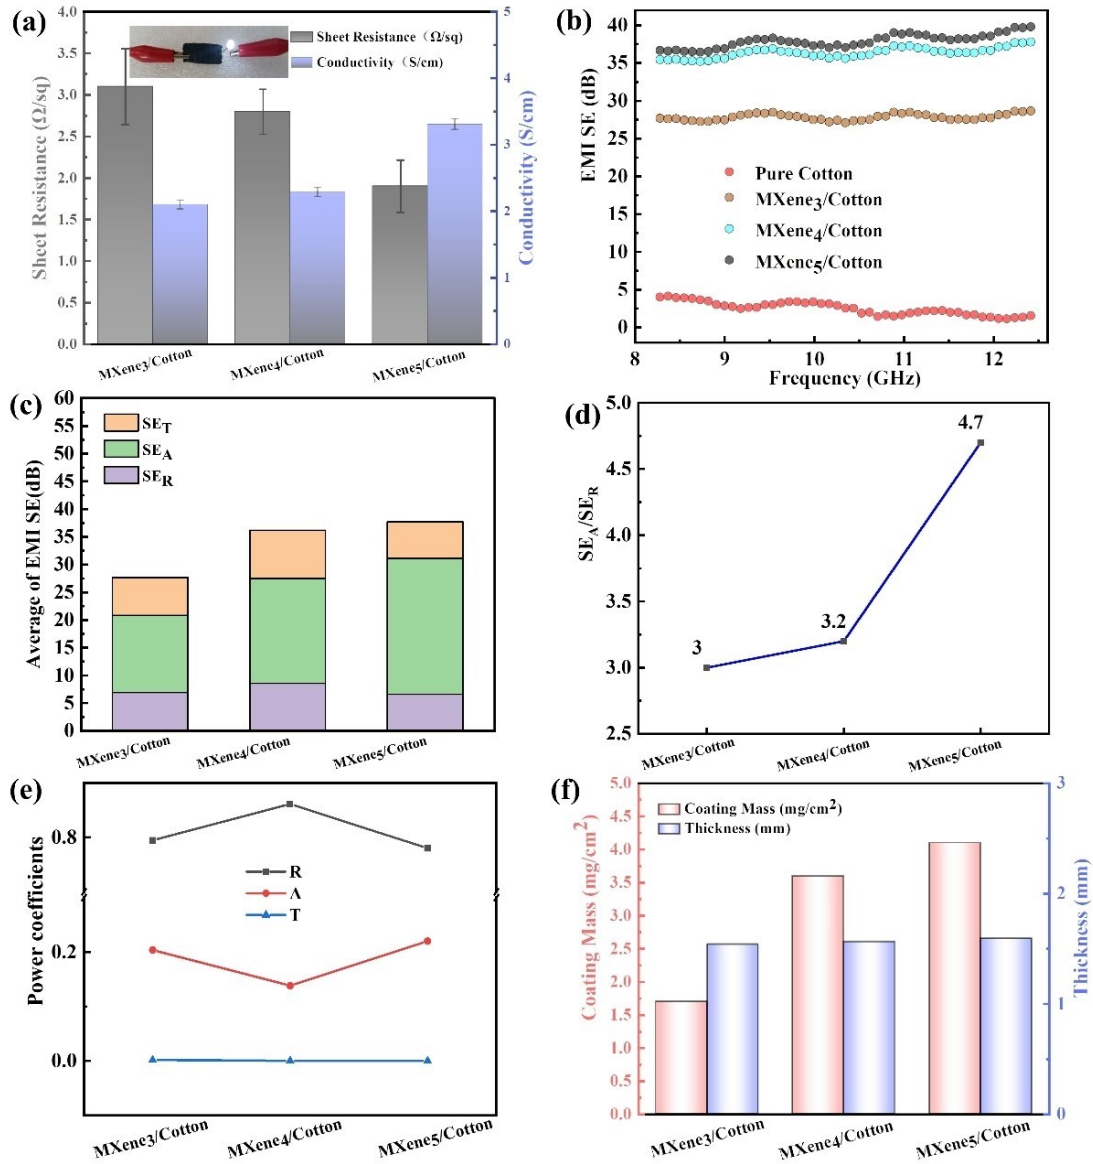 (a)
4.0
3.5
3.0
2.5
2.0
1.5
1.0
0.5
0.0
Sheet Resistance (Ω/sq)
Sheet Resistance (Ω/sq)
Conductivity (S/cm)
5
4
3
2
1
0
Conductivity (S/cm)
MXene3/Cotton
MXene4/Cotton
MXene5/Cotton
(b)
40
35
30
25
20
15
10
5
0
EMI SE (dB)
Pure Cotton
MXene3/Cotton
MXene4/Cotton
MXene5/Cotton
8
9
10
11
12
Frequency (GHz)
(c)
60
55
50
45
40
35
30
25
20
15
10
5
0
Average of EMI SE(dB)
SET
SEA
SER
MXene3/Cotton
MXene4/Cotton
MXene5/Cotton
(d)
5.0
4.5
4.0
3.5
3.0
2.5
SEA/SER
3
3.2
4.7
MXene3/Cotton
MXene4/Cotton
MXene5/Cotton
(e)
0.8
0.2
0.0
Power coefficients
R
A
T
MXene3/Cotton
MXene4/Cotton
MXene5/Cotton
(f)
5.0
4.5
4.0
3.5
3.0
2.5
2.0
1.5
1.0
0.5
0.0
Coating Mass (mg/cm2)
Coating Mass (mg/cm2)
Thickness (mm)
3
2
1
0
Thickness (mm)
MXene3/Cotton
MXene4/Cotton
MXene5/Cotton